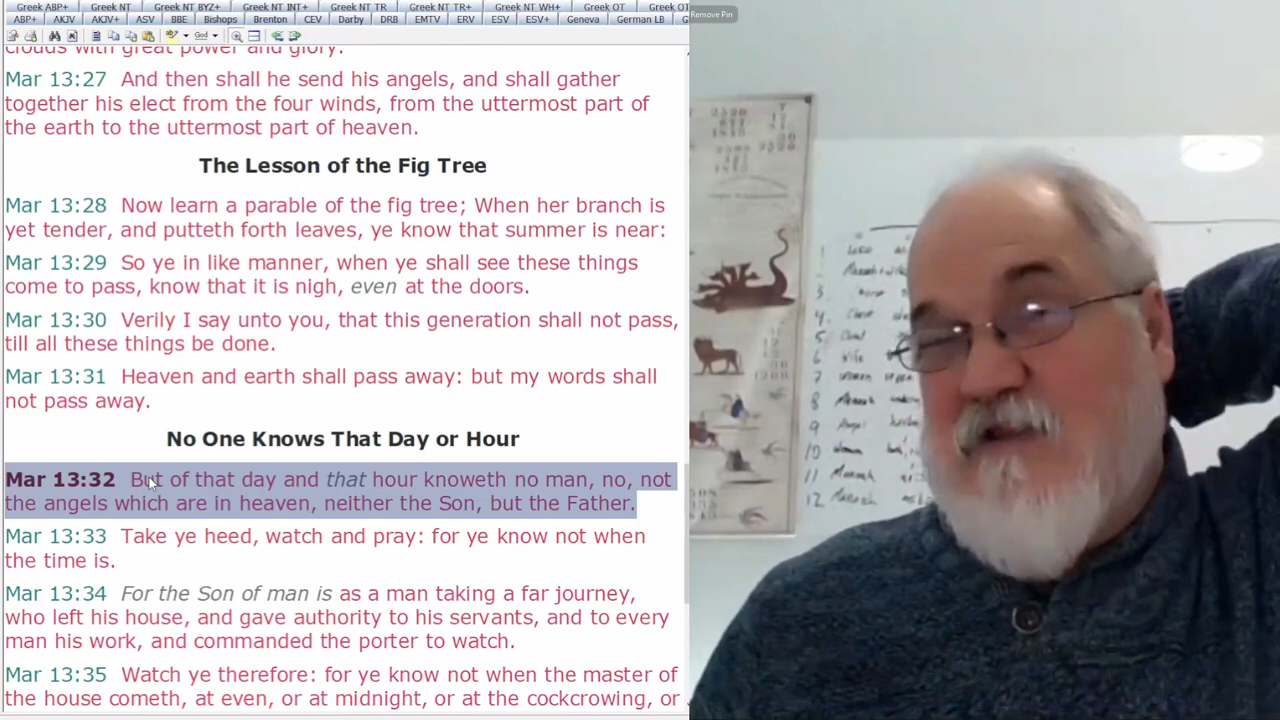 Greek ABP+ Greek NT Greek NT BYZ+ Greek NT INT+ Greek NT TR Greek NT TR+ Greek NT WH+ Greek OT Greek OT
ABP+ AKJV AKJV+ ASV BBE Bishops Brenton CEV Darby DRB EMTV ERV ESV ESV+ Geneva German LB
Remove Pin
clouds with great power and glory.
Mar 13:27 And then shall he send his angels, and shall gather
together his elect from the four winds, from the uttermost part of
the earth to the uttermost part of heaven.
The Lesson of the Fig Tree
Mar 13:28 Now learn a parable of the fig tree; When her branch is
yet tender, and putteth forth leaves, ye know that summer is near:
Mar 13:29 So ye in like manner, when ye shall see these things
come to pass, know that it is nigh, even at the doors.
Mar 13:30 Verily I say unto you, that this generation shall not pass,
till all these things be done.
Mar 13:31 Heaven and earth shall pass away: but my words shall
not pass away.
No One Knows That Day or Hour
Mar 13:32 But of that day and that hour knoweth no man, no, not
the angels which are in heaven, neither the Son, but the Father.
Mar 13:33 Take ye heed, watch and pray: for ye know not when
the time is.
Mar 13:34 For the Son of man is as a man taking a far journey,
who left his house, and gave authority to his servants, and to every
man his work, and commanded the porter to watch.
Mar 13:35 Watch ye therefore: for ye know not when the master of
the house cometh, at even, or at midnight, or at the cockcrowing, or
2520
3
4
5
6 Wife
7
8
9
10
11
12